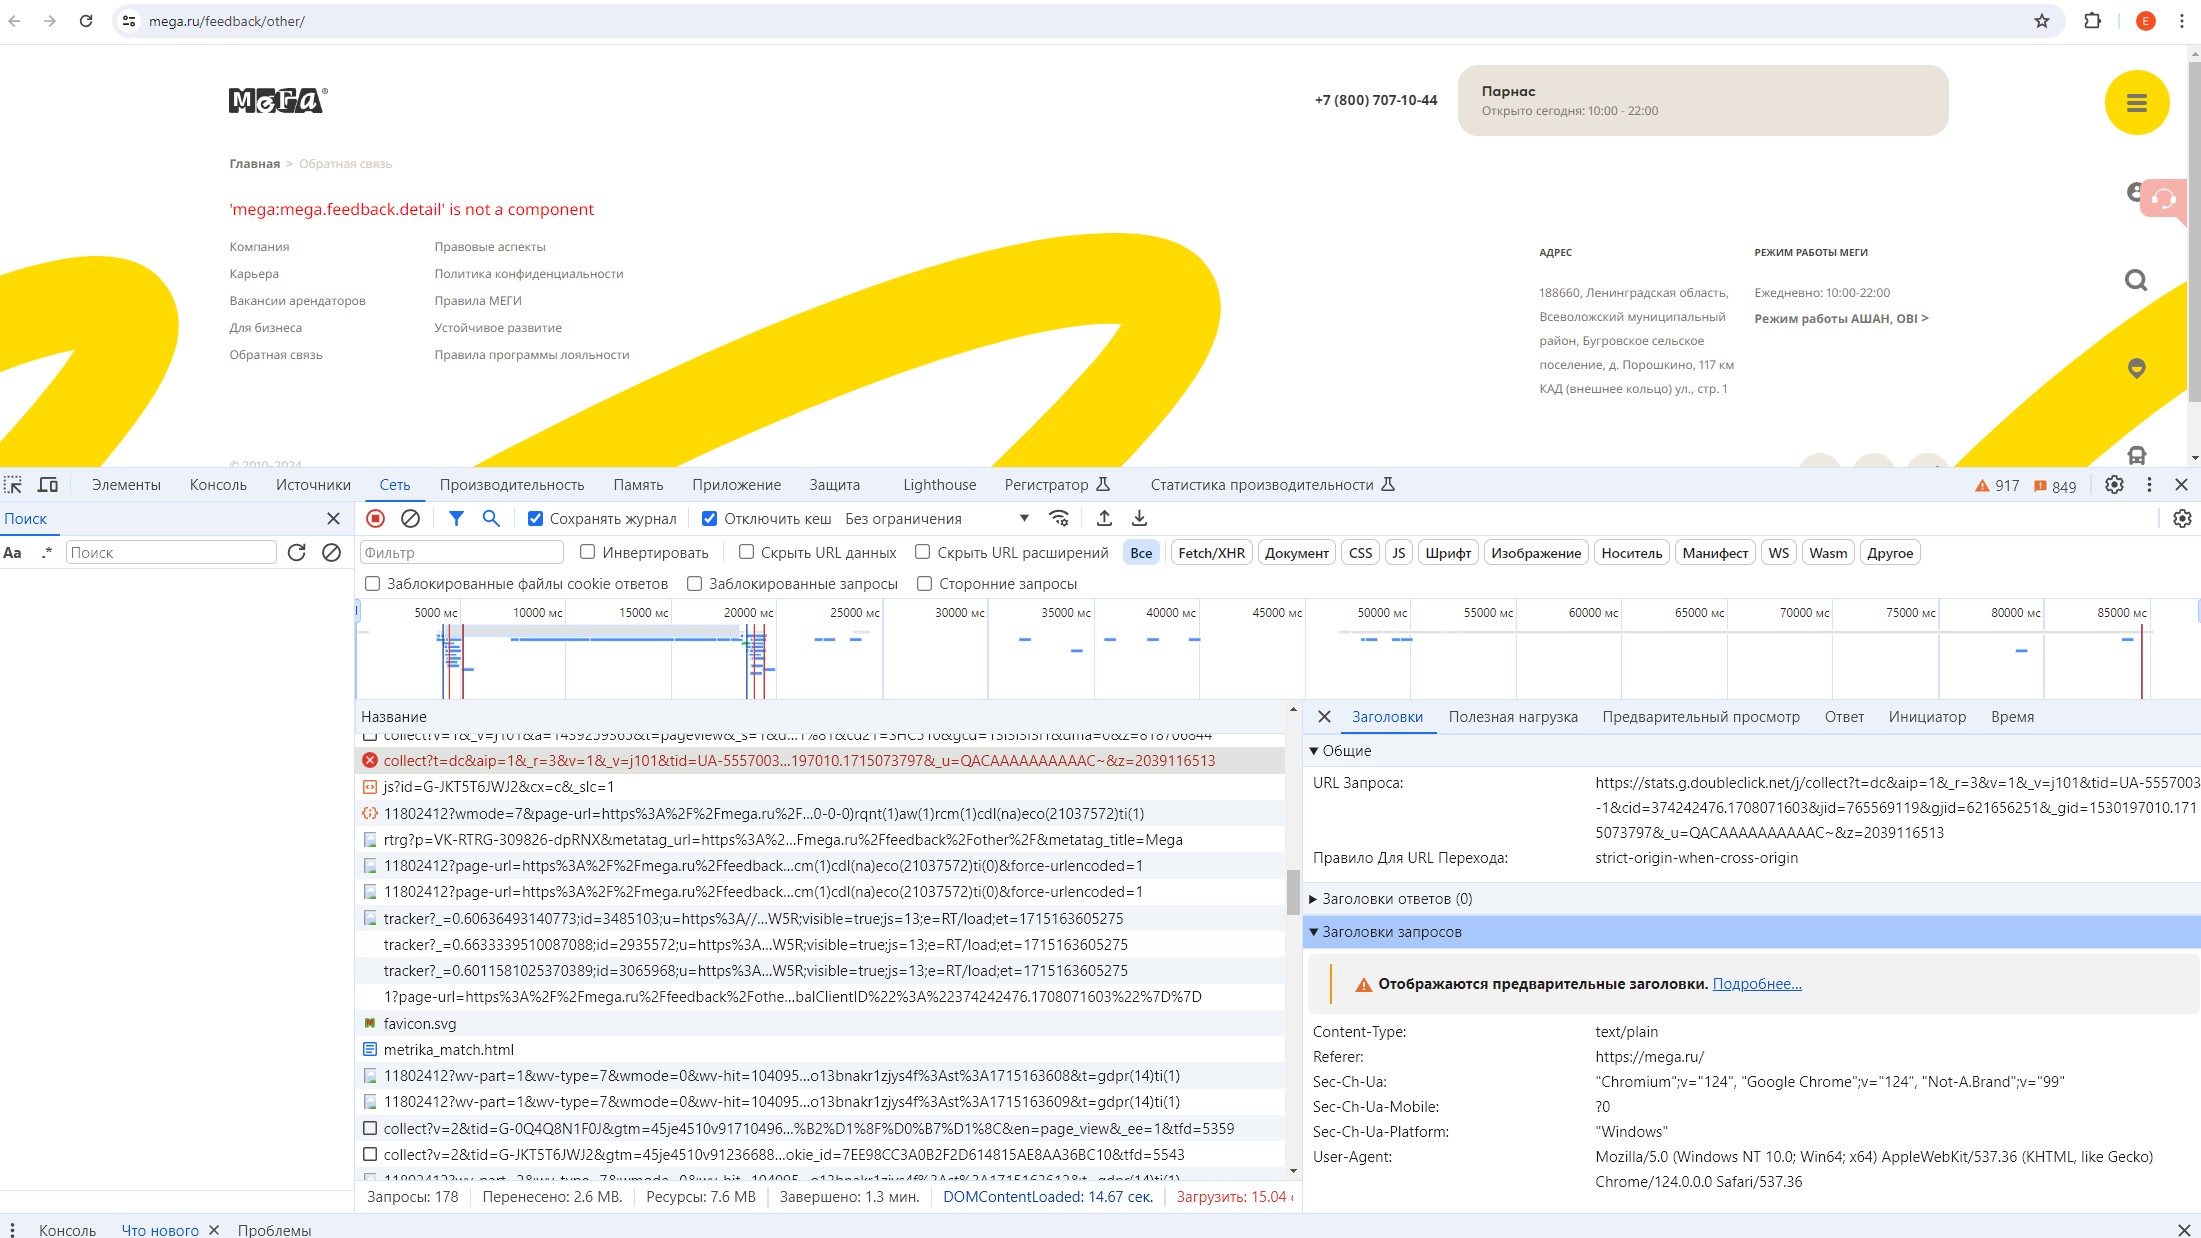 mega.ru/feedback/other/
E
МЕГА®
+7 (800) 707-10-44
Парнас
Открыто сегодня: 10:00 - 22:00
Главная > Обратная связь
'mega:mega.feedback.detail' is not a component
Компания
Карьера
Вакансии арендаторов
Для бизнеса
Обратная связь
Правовые аспекты
Политика конфиденциальности
Правила МЕГИ
Устойчивое развитие
Правила программы лояльности
АДРЕС
188660, Ленинградская область,
Всеволожский муниципальный
район, Бугровское сельское
поселение, д. Порошкино, 117 км
КАД (внешнее кольцо) ул., стр. 1
РЕЖИМ РАБОТЫ МЕГИ
Ежедневно: 10:00-22:00
Режим работы АШАН, OBI >
© 2010-2024
Элементы Консоль Источники Сеть Производительность Память Приложение Защита Lighthouse Регистратор Статистика производительности 917 849
Поиск
Сохранять журнал Отключить кеш Без ограничения
Aa .* Поиск
Фильтр Инвертировать Скрыть URL данных Скрыть URL расширений Все Fetch/XHR Документ CSS JS Шрифт Изображение Носитель Манифест WS Wasm Другое
Заблокированные файлы cookie ответов Заблокированные запросы Сторонние запросы
5000 мс 10000 мс 15000 мс 20000 мс 25000 мс 30000 мс 35000 мс 40000 мс 45000 мс 50000 мс 55000 мс 60000 мс 65000 мс 70000 мс 75000 мс 80000 мс 85000 мс
Название
collect?t=dc&aip=1&_r=3&v=1&_v=j101&tid=UA-5557003...197010.1715073797&_u=QACAAAAAAAAAAC~&z=2039116513
js?id=G-JKT5T6JWJ2&cx=c&_slc=1
11802412?wmode=7&page-url=https%3A%2F%2Fmega.ru%2F...0-0-0)rqnt(1)aw(1)rcm(1)cdl(na)eco(21037572)ti(1)
rtrg?p=VK-RTRG-309826-dpRNX&metatag_url=https%3A%2...Fmega.ru%2Ffeedback%2Fother%2F&metatag_title=Mega
11802412?page-url=https%3A%2F%2Fmega.ru%2Ffeedback...cm(1)cdl(na)eco(21037572)ti(0)&force-urlencoded=1
11802412?page-url=https%3A%2F%2Fmega.ru%2Ffeedback...cm(1)cdl(na)eco(21037572)ti(0)&force-urlencoded=1
tracker?_=0.60636493140773;id=3485103;u=https%3A//...W5R;visible=true;js=13;e=RT/load;et=1715163605275
tracker?_=0.6633339510087088;id=2935572;u=https%3A...W5R;visible=true;js=13;e=RT/load;et=1715163605275
tracker?_=0.6011581025370389;id=3065968;u=https%3A...W5R;visible=true;js=13;e=RT/load;et=1715163605275
1?page-url=https%3A%2F%2Fmega.ru%2Ffeedback%2Fothe...balClientID%22%3A%22374242476.1708071603%22%7D%7D
favicon.svg
metrika_match.html
11802412?wv-part=1&wv-type=7&wmode=0&wv-hit=104095...o13bnakr1zjys4f%3Ast%3A1715163608&t=gdpr(14)ti(1)
11802412?wv-part=1&wv-type=7&wmode=0&wv-hit=104095...o13bnakr1zjys4f%3Ast%3A1715163609&t=gdpr(14)ti(1)
collect?v=2&tid=G-0Q4Q8N1F0J&gtm=45je4510v91710496...%B2%D1%8F%D0%B7%D1%8C&en=page_view&_ee=1&tfd=5359
collect?v=2&tid=G-JKT5T6JWJ2&gtm=45je4510v91236688...okie_id=7EE98CC3A0B2F2D614815AE8AA36BC10&tfd=5543
Запросы: 178 Перенесено: 2.6 MB. Ресурсы: 7.6 MB Завершено: 1.3 мин. DOMContentLoaded: 14.67 сек. Загрузить: 15.04 с
Заголовки Полезная нагрузка Предварительный просмотр Ответ Инициатор Время
Общие
URL Запроса: https://stats.g.doubleclick.net/j/collect?t=dc&aip=1&_r=3&v=1&_v=j101&tid=UA-5557003
-1&cid=374242476.1708071603&jid=765569119&gjid=621656251&_gid=1530197010.171
5073797&_u=QACAAAAAAAAAAC~&z=2039116513
Правило Для URL Перехода: strict-origin-when-cross-origin
Заголовки ответов (0)
Заголовки запросов
Отображаются предварительные заголовки. Подробнее...
Content-Type: text/plain
Referer: https://mega.ru/
Sec-Ch-Ua: "Chromium";v="124", "Google Chrome";v="124", "Not-A.Brand";v="99"
Sec-Ch-Ua-Mobile: ?0
Sec-Ch-Ua-Platform: "Windows"
User-Agent: Mozilla/5.0 (Windows NT 10.0; Win64; x64) AppleWebKit/537.36 (KHTML, like Gecko)
Chrome/124.0.0.0 Safari/537.36
Консоль Что нового Проблемы